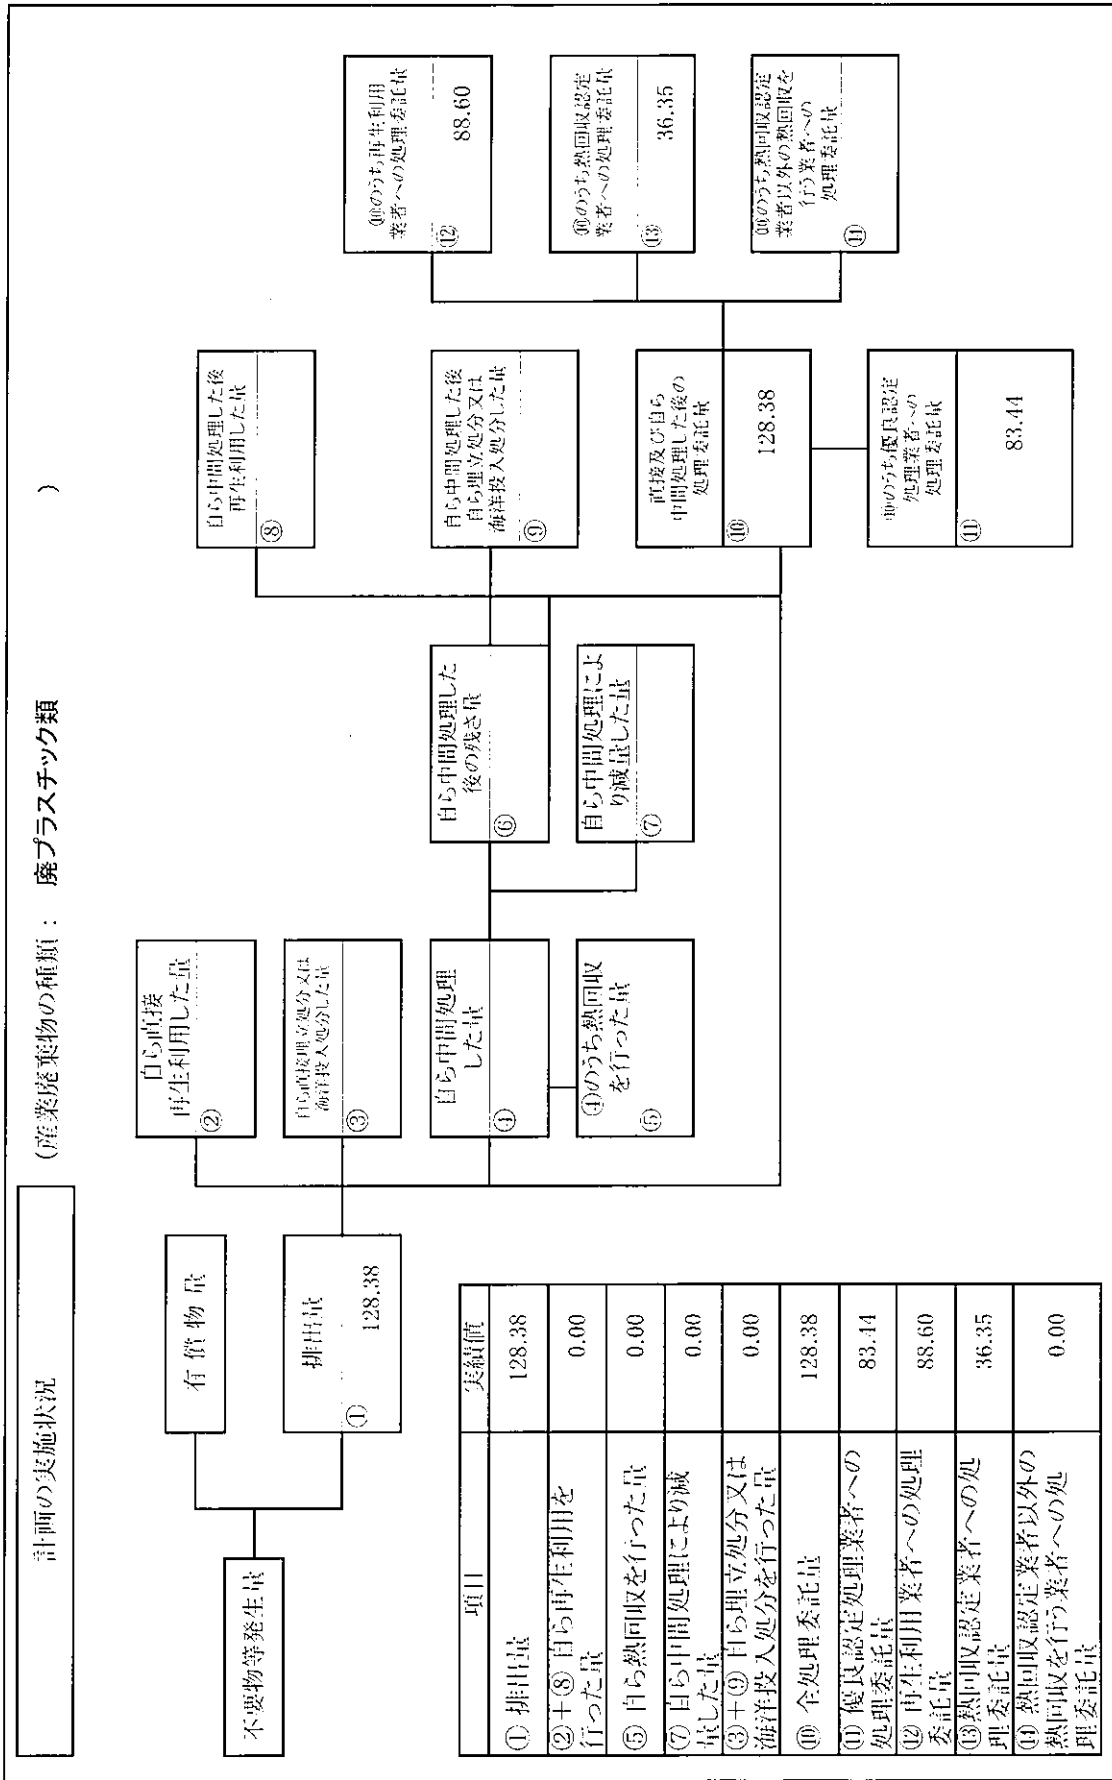 計画の実施状況
(産業廃棄物の種類： 廃プラスチック類 )
不要物等発生量
有償物量
排出量
①
128.38
自ら直接
再生利用した量
②
自ら直接埋立処分又は
海洋投入処分した量
③
自ら中間処理
した量
④
④のうち熱回収
を行った量
⑤
自ら中間処理した
後の残さ量
⑥
自ら中間処理によ
り減量した量
⑦
自ら中間処理した後
再生利用した量
⑧
自ら中間処理した後
自ら埋立処分又は
海洋投入処分した量
⑨
直接及び自ら
中間処理した後の
処理委託量
⑩
128.38
⑩のうち優良認定
処理業者への
処理委託量
⑪
83.44
⑩のうち再生利用
業者への処理委託量
⑫
88.60
⑩のうち熱回収認定
業者への処理委託量
⑬
36.35
⑩のうち熱回収認定
業者以外の熱回収を
行う業者への
処理委託量
⑭
項目 実績値
① 排出量 128.38
②＋⑧ 自ら再生利用を
行った量 0.00
⑤ 自ら熱回収を行った量 0.00
⑦ 自ら中間処理により減
量した量 0.00
③＋⑨ 自ら埋立処分又は
海洋投入処分を行った量 0.00
⑩ 全処理委託量 128.38
⑪ 優良認定処理業者への
処理委託量 83.44
⑫ 再生利用業者への処理
委託量 88.60
⑬熱回収認定業者への処
理委託量 36.35
⑭ 熱回収認定業者以外の
熱回収を行う業者への処
理委託量 0.00